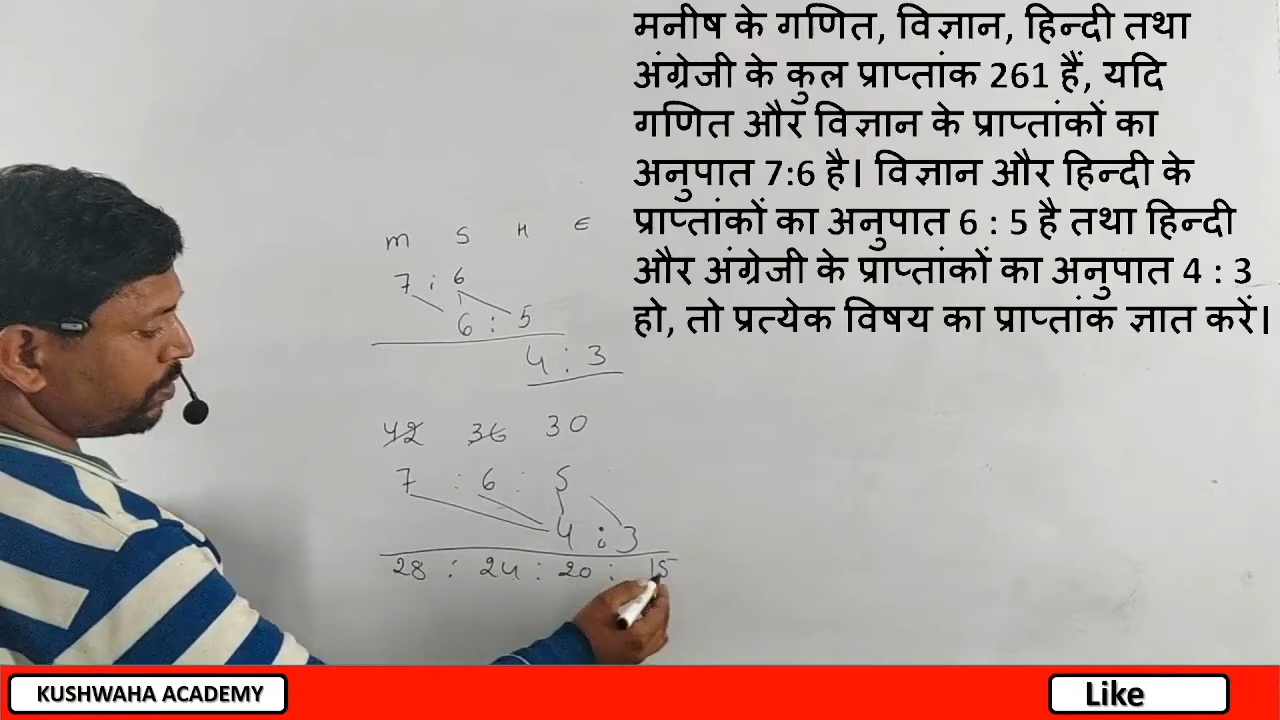 मनीष के गणित, विज्ञान, हिन्दी तथा
अंग्रेजी के कुल प्राप्तांक 261 हैं, यदि
गणित और विज्ञान के प्राप्तांकों का
अनुपात 7:6 है। विज्ञान और हिन्दी के
प्राप्तांकों का अनुपात 6 : 5 है तथा हिन्दी
और अंग्रेजी के प्राप्तांकों का अनुपात 4 : 3
हो, तो प्रत्येक विषय का प्राप्तांक ज्ञात करें।
m S H E
7 : 6
6 : 5
4 : 3
42 36 30
7 : 6 : 5
4 : 3
28 : 24 : 20 : 15
KUSHWAHA ACADEMY
Like